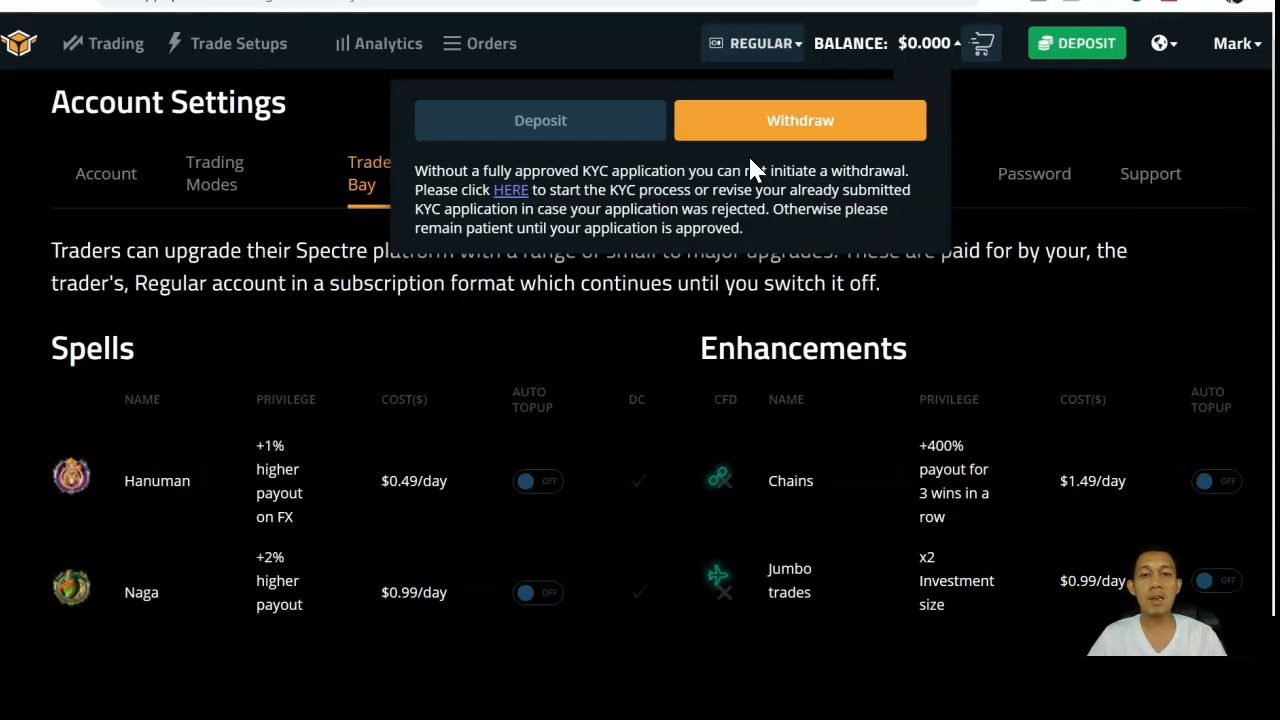 Trading
Trade Setups
Analytics
Orders
REGULAR
BALANCE: $0.000
DEPOSIT
Mark
Account Settings
Deposit
Withdraw
Account
Trading
Modes
Trade
Bay
Password
Support
Without a fully approved KYC application you can initiate a withdrawal.
Please click HERE to start the KYC process or revise your already submitted
KYC application in case your application was rejected. Otherwise please
remain patient until your application is approved.
Traders can upgrade their Spectre platform with a range of small to major upgrades. These are paid for by your, the
trader's, Regular account in a subscription format which continues until you switch it off.
Spells
NAME
PRIVILEGE
COST($)
AUTO
TOPUP
DC
CFD
Hanuman
+1%
higher
payout
on FX
$0.49/day
OFF
Naga
+2%
higher
payout
$0.99/day
OFF
Enhancements
NAME
PRIVILEGE
COST($)
AUTO
TOPUP
Chains
+400%
payout for
3 wins in a
row
$1.49/day
OFF
Jumbo
trades
x2
Investment
size
$0.99/day
OFF